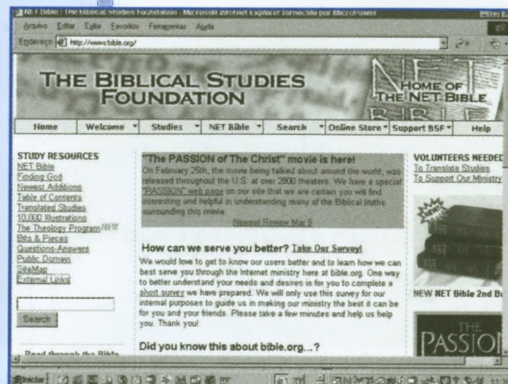 NET Bible : The Biblical Studies Foundation - Microsoft Internet Explorer fornecido por MicroPower
Arquivo Editar Exibir Favoritos Ferramentas Ajuda
Endereço http://www.bible.org/
THE BIBLICAL STUDIES
FOUNDATION
HOME OF
THE NET BIBLE
Home Welcome Studies NET Bible Search Online Store Support BSF Help
STUDY RESOURCES
NET Bible
Finding God
Newest Additions
Table of Contents
Translated Studies
10,000 Illustrations
The Theology Program NEW
Bits & Pieces
Questions-Answers
Public Domain
SiteMap
External Links
Search
Read through the Bible
"The PASSION of The Christ" movie is here!
On February 25th, the movie being talked about around the world, was
released throughout the U.S. at over 2800 theaters. We have a special
"PASSION" web page on our site that we are certain you will find
interesting and helpful in understanding many of the Biblical truths
surrounding this movie.
Newest Review Mar 9
How can we serve you better? Take Our Survey!
We would love to get to know our users better and to learn how we can
best serve you through the Internet ministry here at bible.org. One way
to better understand your needs and desires is for you to complete a
short survey we have prepared. We will only use this survey for our
internal purposes to guide us in making our ministry the best it can be
for you and your friends. Please take a few minutes and help us help
you. Thank you!
Did you know this about bible.org...?
VOLUNTEERS NEEDED
To Translate Studies
To Support Our Ministry
NEW NET Bible 2nd B
THE
PASSION
Iniciar